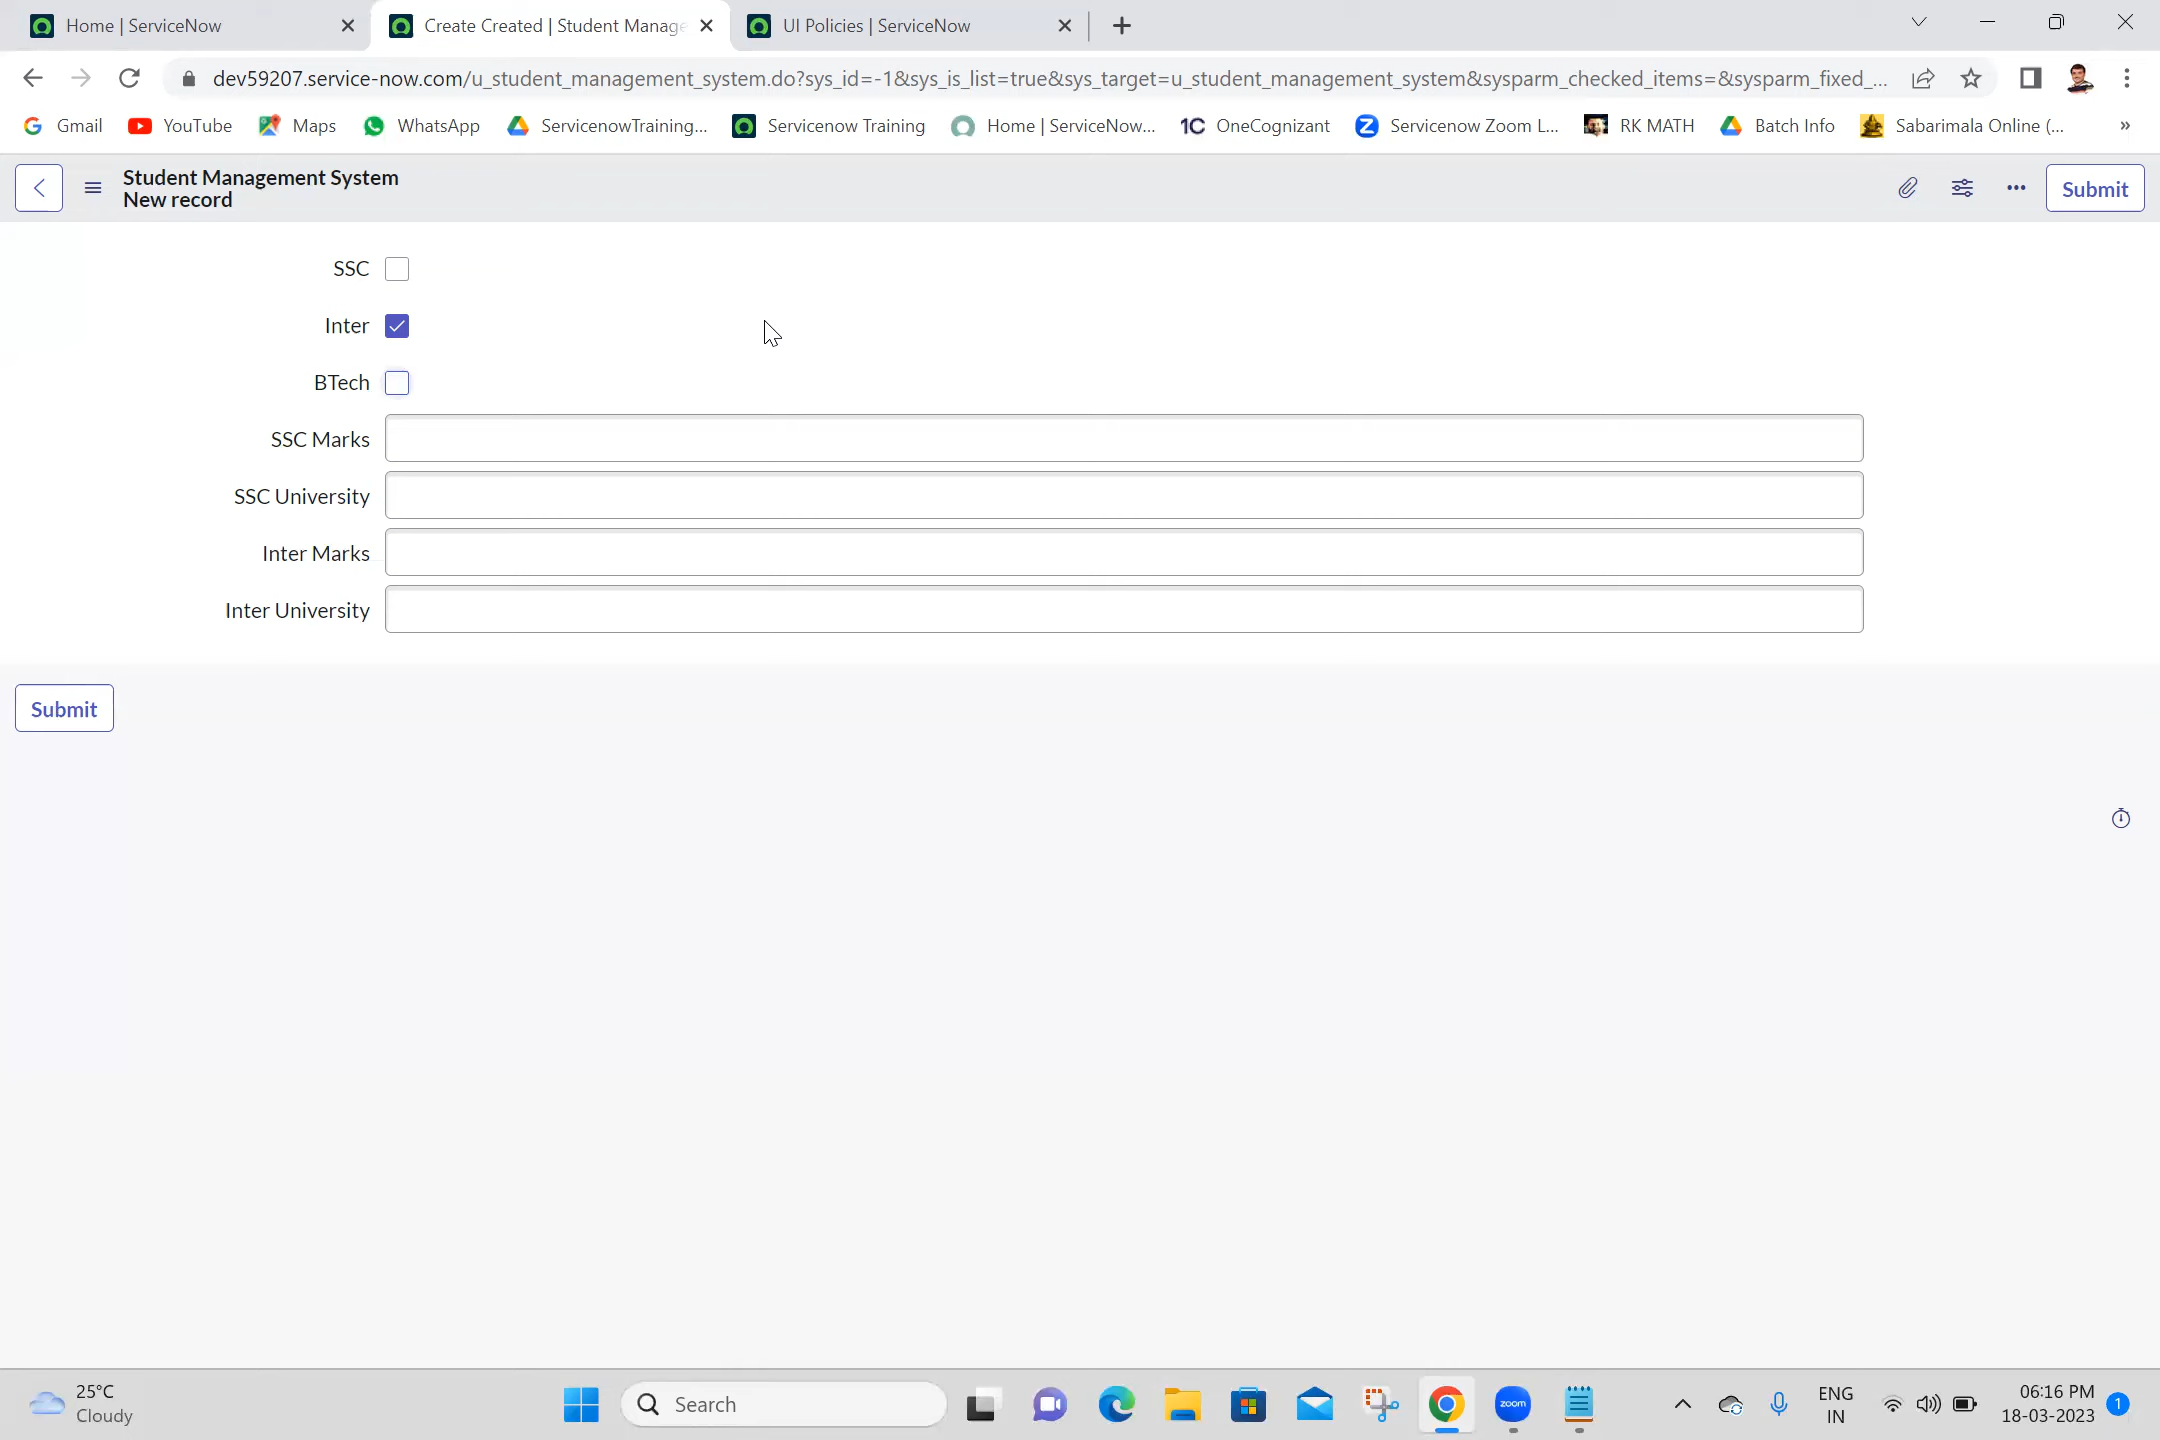 Home | ServiceNow
Create Created | Student Manage
UI Policies | ServiceNow
dev59207.service-now.com/u_student_management_system.do?sys_id=-1&sys_is_list=true&sys_target=u_student_management_system&sysparm_checked_items=&sysparm_fixed_...
Gmail
YouTube
Maps
WhatsApp
ServicenowTraining...
Servicenow Training
Home | ServiceNow...
1C OneCognizant
Servicenow Zoom L...
RK MATH
Batch Info
Sabarimala Online (...
»
Student Management System
New record
Submit
SSC
Inter
BTech
SSC Marks
SSC University
Inter Marks
Inter University
Submit
25°C
Cloudy
Search
zoom
ENG
IN
06:16 PM
18-03-2023
1